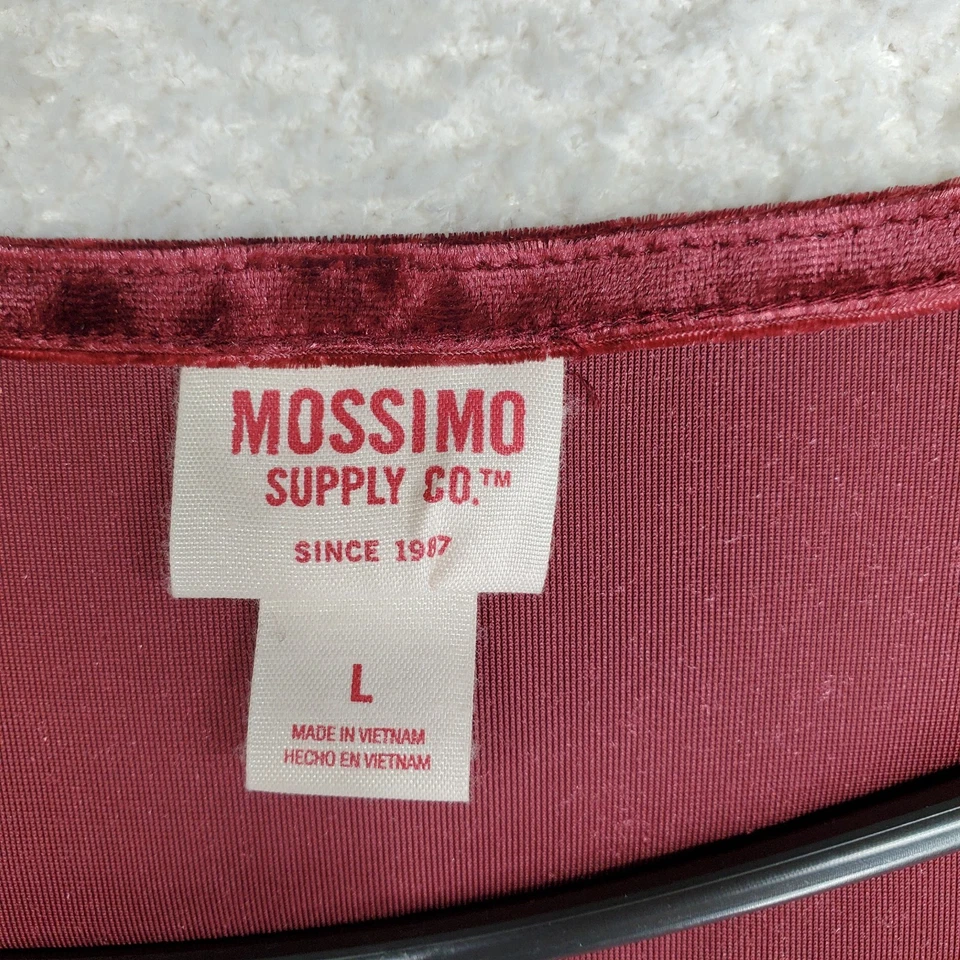 MOSSIMO
SUPPLY CO.™
SINCE 1987
L
MADE IN VIETNAM
HECHO EN VIETNAM